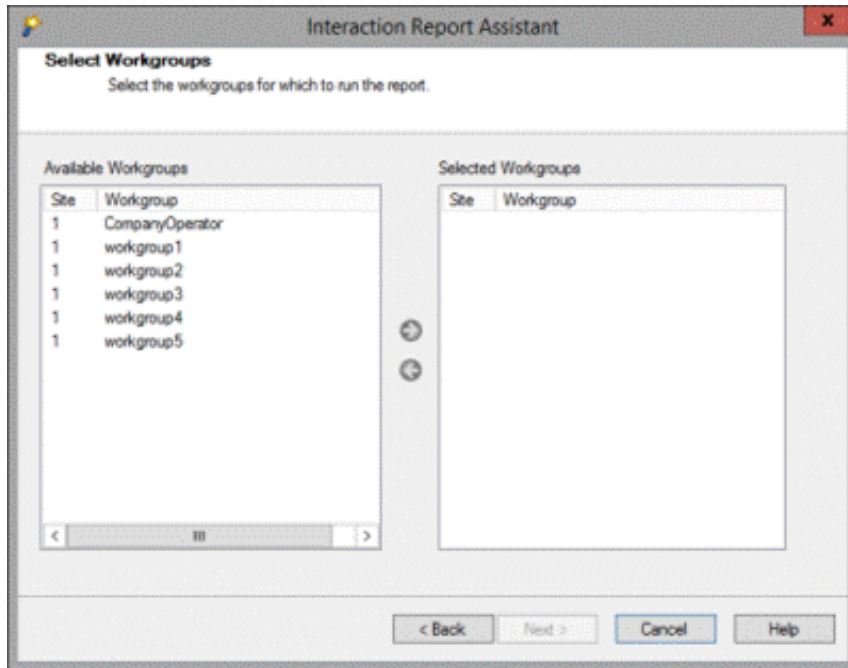 Interaction Report Assistant
x
Select Workgroups
Select the workgroups for which to run the report.
Available Workgroups
Site Workgroup
1 CompanyOperator
1 workgroup1
1 workgroup2
1 workgroup3
1 workgroup4
1 workgroup5
Selected Workgroups
Site Workgroup
< Back Next > Cancel Help